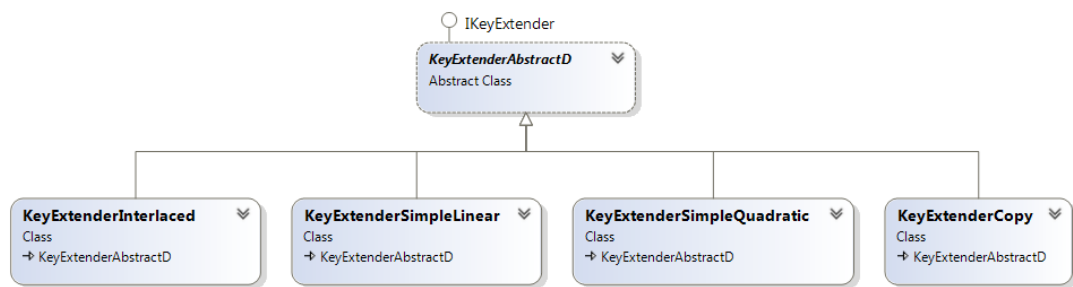 IKeyExtender
KeyExtenderAbstractD
Abstract Class
KeyExtenderInterlaced
Class
KeyExtenderAbstractD
KeyExtenderSimpleLinear
Class
KeyExtenderAbstractD
KeyExtenderSimpleQuadratic
Class
KeyExtenderAbstractD
KeyExtenderCopy
Class
KeyExtenderAbstractD